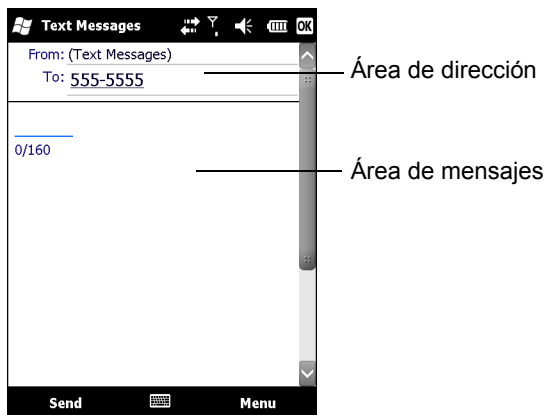 Text Messages OK
From: (Text Messages)
To: 555-5555
Área de dirección
0/160
Área de mensajes
Send Menu